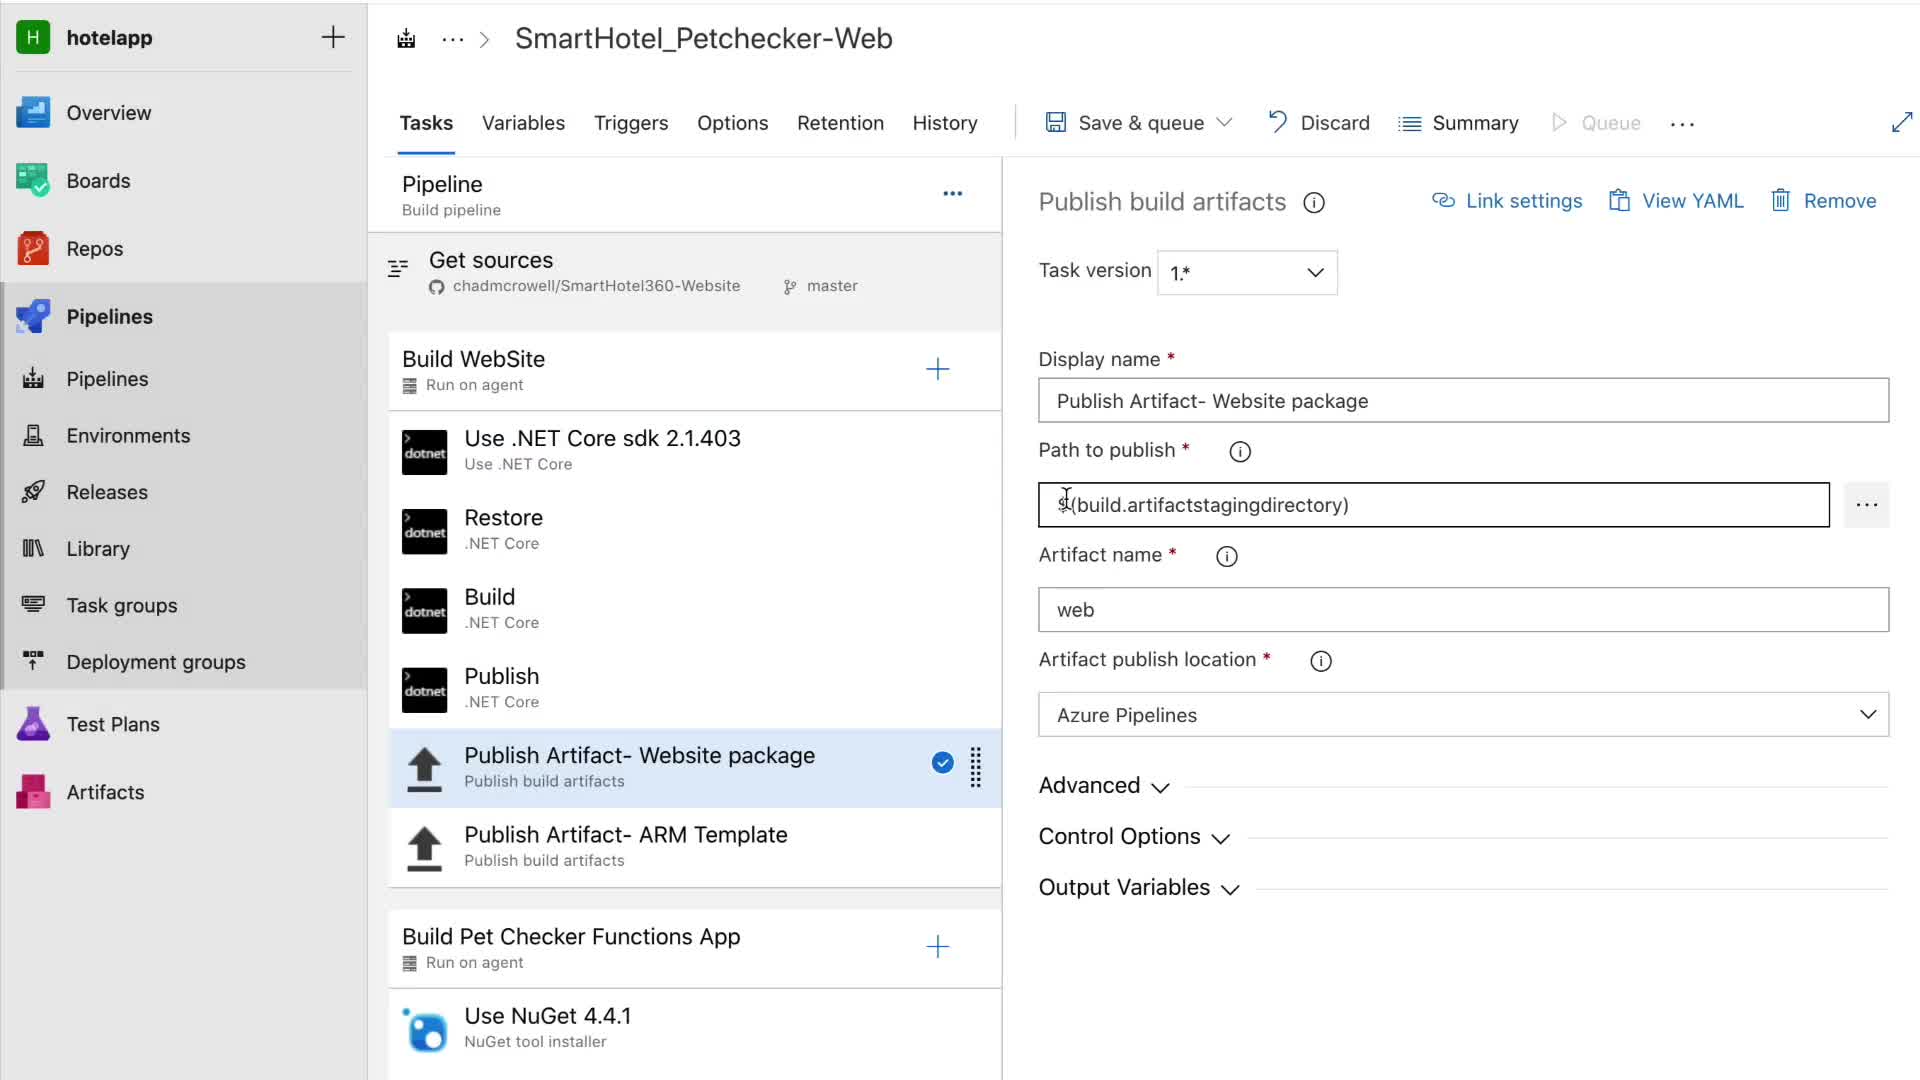 H hotelapp
Overview
Boards
Repos
Pipelines
Pipelines
Environments
Releases
Library
Task groups
Deployment groups
Test Plans
Artifacts
... > SmartHotel_Petchecker-Web
Tasks Variables Triggers Options Retention History
Save & queue Discard Summary Queue ...
Pipeline
Build pipeline
Get sources
chadmcrowell/SmartHotel360-Website master
Build WebSite
Run on agent
dotnet Use .NET Core sdk 2.1.403
Use .NET Core
dotnet Restore
.NET Core
dotnet Build
.NET Core
dotnet Publish
.NET Core
Publish Artifact- Website package
Publish build artifacts
Publish Artifact- ARM Template
Publish build artifacts
Build Pet Checker Functions App
Run on agent
Use NuGet 4.4.1
NuGet tool installer
Publish build artifacts
Link settings View YAML Remove
Task version 1.*
Display name *
Publish Artifact- Website package
Path to publish *
$(build.artifactstagingdirectory)
Artifact name *
web
Artifact publish location *
Azure Pipelines
Advanced
Control Options
Output Variables